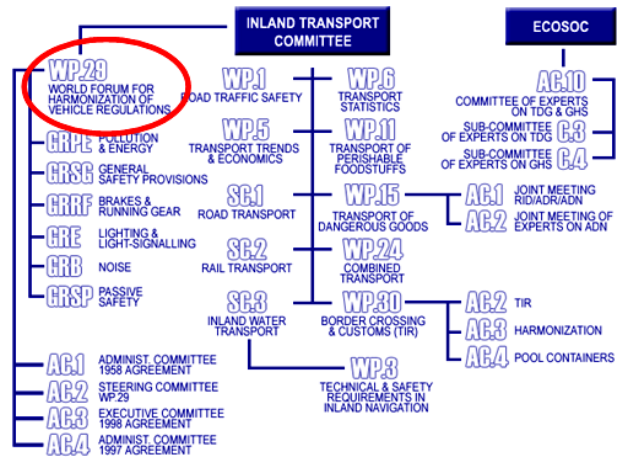 INLAND TRANSPORT
COMMITTEE
ECOSOC
WP.29
WORLD FORUM FOR
HARMONIZATION OF
VEHICLE REGULATIONS
GRPE POLLUTION
& ENERGY
GRSG GENERAL
SAFETY PROVISIONS
GRRF BRAKES &
RUNNING GEAR
GRE LIGHTING &
LIGHT-SIGNALLING
GRB NOISE
GRSP PASSIVE
SAFETY
AC.1 ADMINIST. COMMITTEE
1958 AGREEMENT
AC.2 STEERING COMMITTEE
WP.29
AC.3 EXECUTIVE COMMITTEE
1998 AGREEMENT
AC.4 ADMINIST. COMMITTEE
1997 AGREEMENT
WP.1
ROAD TRAFFIC SAFETY
WP.5
TRANSPORT TRENDS
& ECONOMICS
SC.1
ROAD TRANSPORT
SC.2
RAIL TRANSPORT
SC.3
INLAND WATER
TRANSPORT
WP.6
TRANSPORT
STATISTICS
WP.11
TRANSPORT OF
PERISHABLE
FOODSTUFFS
WP.15
TRANSPORT OF
DANGEROUS GOODS
WP.24
COMBINED
TRANSPORT
WP.30
BORDER CROSSING
& CUSTOMS (TIR)
WP.3
TECHNICAL & SAFETY
REQUIREMENTS IN
INLAND NAVIGATION
AC.10
COMMITTEE OF EXPERTS
ON TDG & GHS
SUB-COMMITTEE
OF EXPERTS ON TDG C.3
SUB-COMMITTEE
OF EXPERTS ON GHS C.4
AC.1 JOINT MEETING
RID/ADR/ADN
AC.2 JOINT MEETING OF
EXPERTS ON ADN
AC.2 TIR
AC.3 HARMONIZATION
AC.4 POOL CONTAINERS